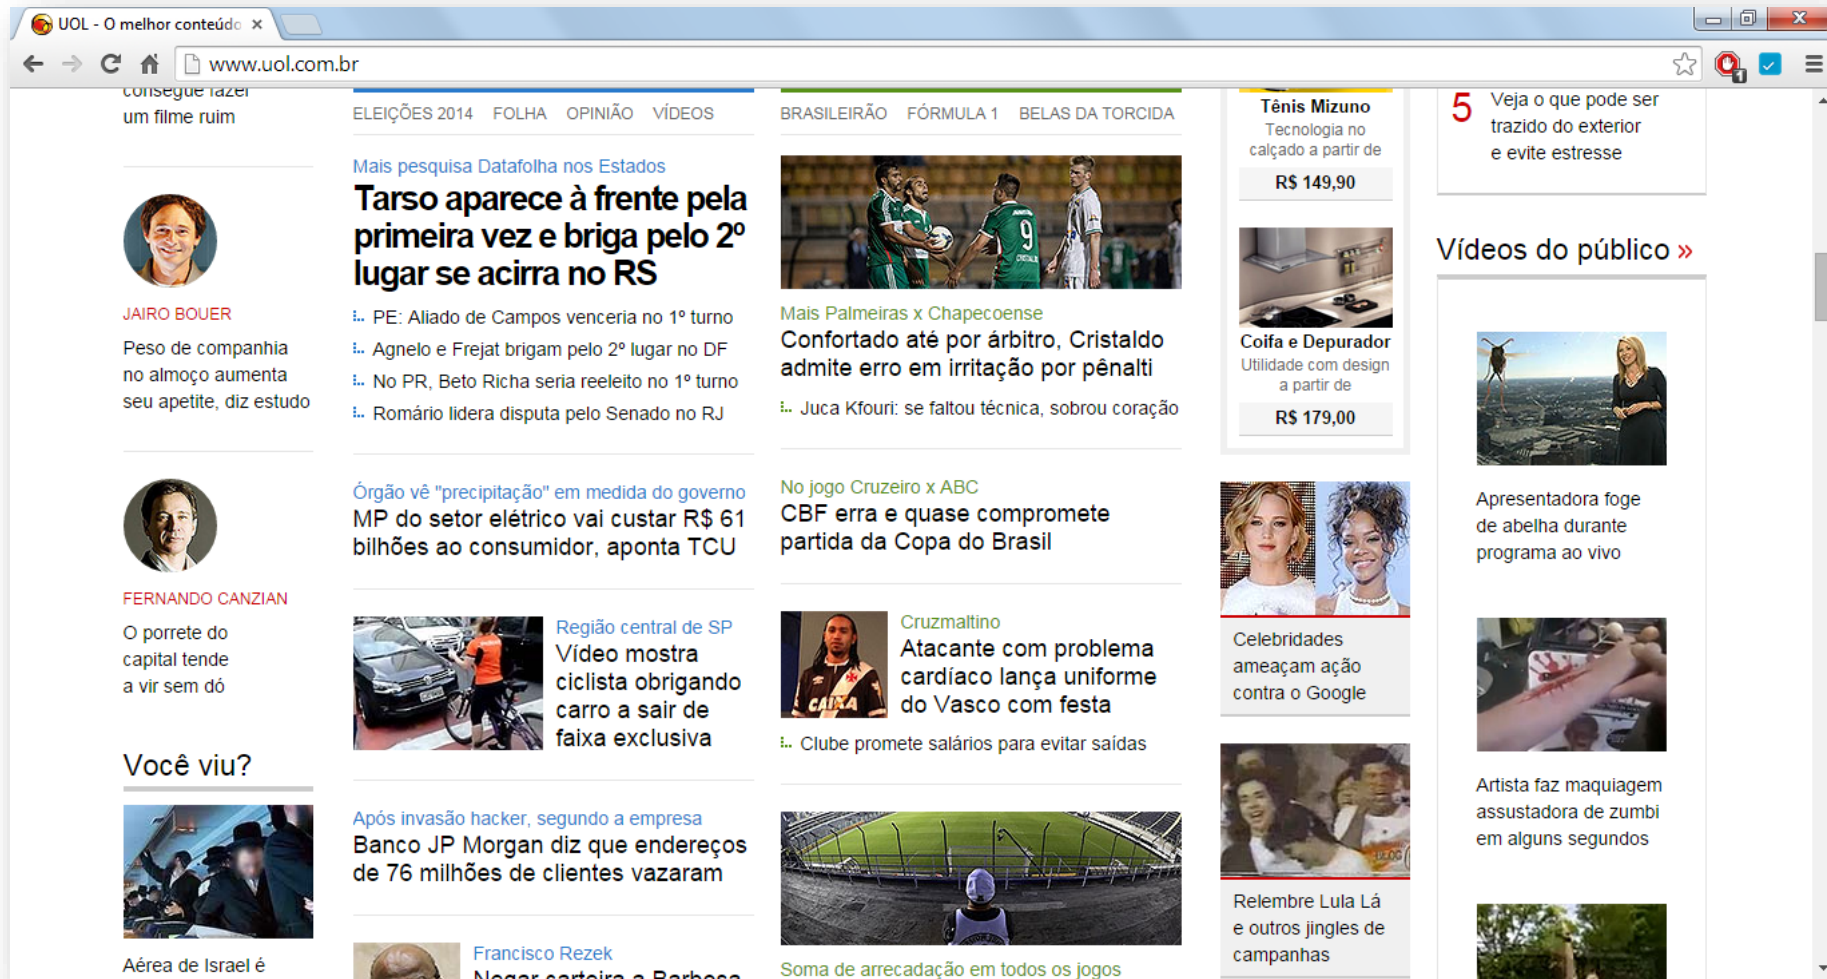 UOL - O melhor conteúdo
www.uol.com.br
consegue fazer
um filme ruim
JAIRO BOUER
Peso de companhia
no almoço aumenta
seu apetite, diz estudo
FERNANDO CANZIAN
O porrete do
capital tende
a vir sem dó
Você viu?
Aérea de Israel é
ELEIÇÕES 2014 FOLHA OPINIÃO VÍDEOS
Mais pesquisa Datafolha nos Estados
Tarso aparece à frente pela
primeira vez e briga pelo 2º
lugar se acirra no RS
PE: Aliado de Campos venceria no 1º turno
Agnelo e Frejat brigam pelo 2º lugar no DF
No PR, Beto Richa seria reeleito no 1º turno
Romário lidera disputa pelo Senado no RJ
Órgão vê "precipitação" em medida do governo
MP do setor elétrico vai custar R$ 61
bilhões ao consumidor, aponta TCU
Região central de SP
Vídeo mostra
ciclista obrigando
carro a sair de
faixa exclusiva
Após invasão hacker, segundo a empresa
Banco JP Morgan diz que endereços
de 76 milhões de clientes vazaram
Francisco Rezek
Negar carteira a Barbosa
BRASILEIRÃO FÓRMULA 1 BELAS DA TORCIDA
9
CRISTALDO
Mais Palmeiras x Chapecoense
Confortado até por árbitro, Cristaldo
admite erro em irritação por pênalti
Juca Kfouri: se faltou técnica, sobrou coração
No jogo Cruzeiro x ABC
CBF erra e quase compromete
partida da Copa do Brasil
CAIXA
Cruzmaltino
Atacante com problema
cardíaco lança uniforme
do Vasco com festa
Clube promete salários para evitar saídas
Soma de arrecadação em todos os jogos
Tênis Mizuno
Tecnologia no
calçado a partir de
R$ 149,90
Coifa e Depurador
Utilidade com design
a partir de
R$ 179,00
Celebridades
ameaçam ação
contra o Google
Relembre Lula Lá
e outros jingles de
campanhas
5 Veja o que pode ser
trazido do exterior
e evite estresse
Vídeos do público »
Apresentadora foge
de abelha durante
programa ao vivo
Artista faz maquiagem
assustadora de zumbi
em alguns segundos
1